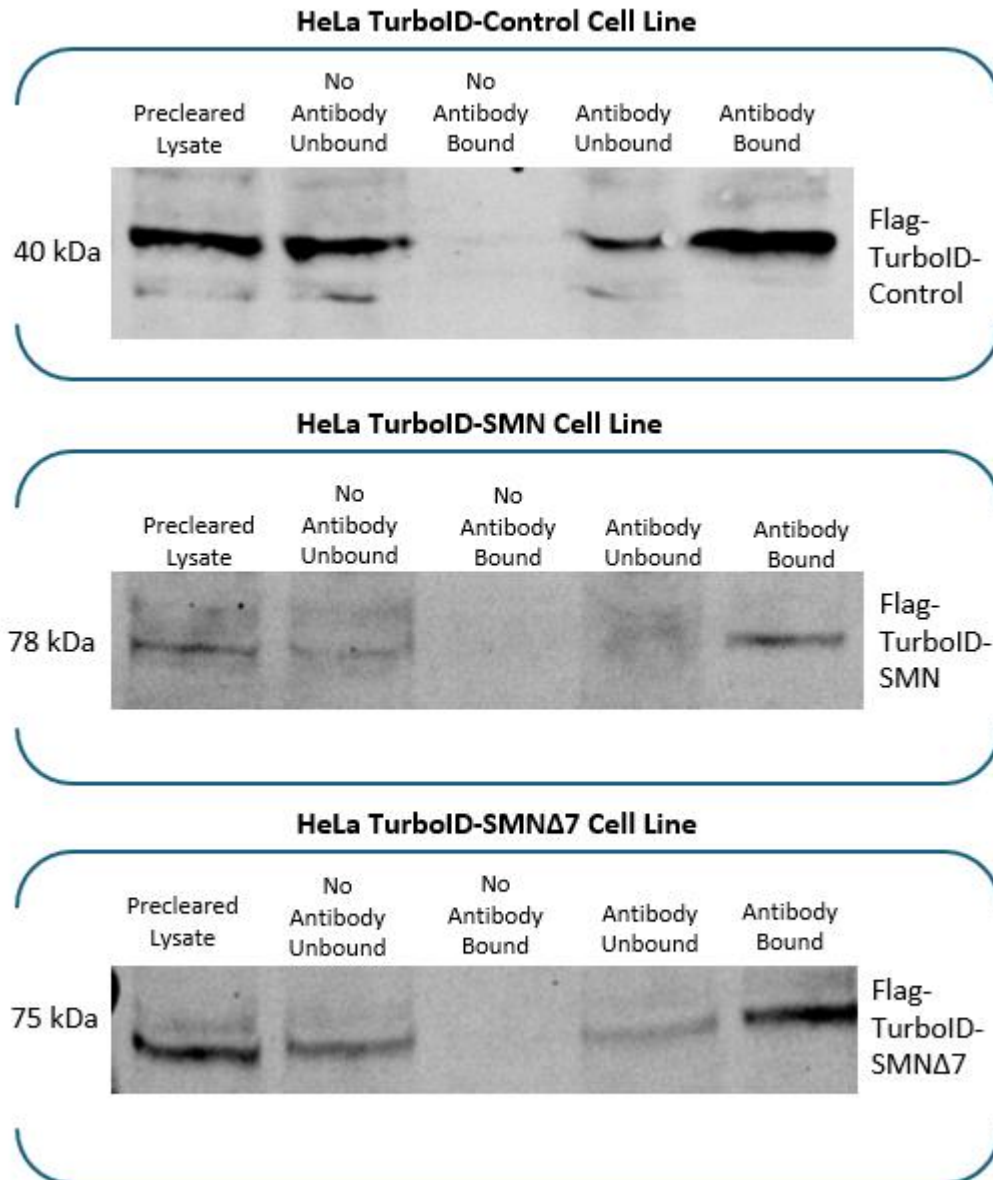 HeLa TurboID-Control Cell Line
Precleared
Lysate
No
Antibody
Unbound
No
Antibody
Bound
Antibody
Unbound
Antibody
Bound
40 kDa
Flag-
TurboID-
Control
HeLa TurboID-SMN Cell Line
Precleared
Lysate
No
Antibody
Unbound
No
Antibody
Bound
Antibody
Unbound
Antibody
Bound
78 kDa
Flag-
TurboID-
SMN
HeLa TurboID-SMNΔ7 Cell Line
Precleared
Lysate
No
Antibody
Unbound
No
Antibody
Bound
Antibody
Unbound
Antibody
Bound
75 kDa
Flag-
TurboID-
SMNΔ7